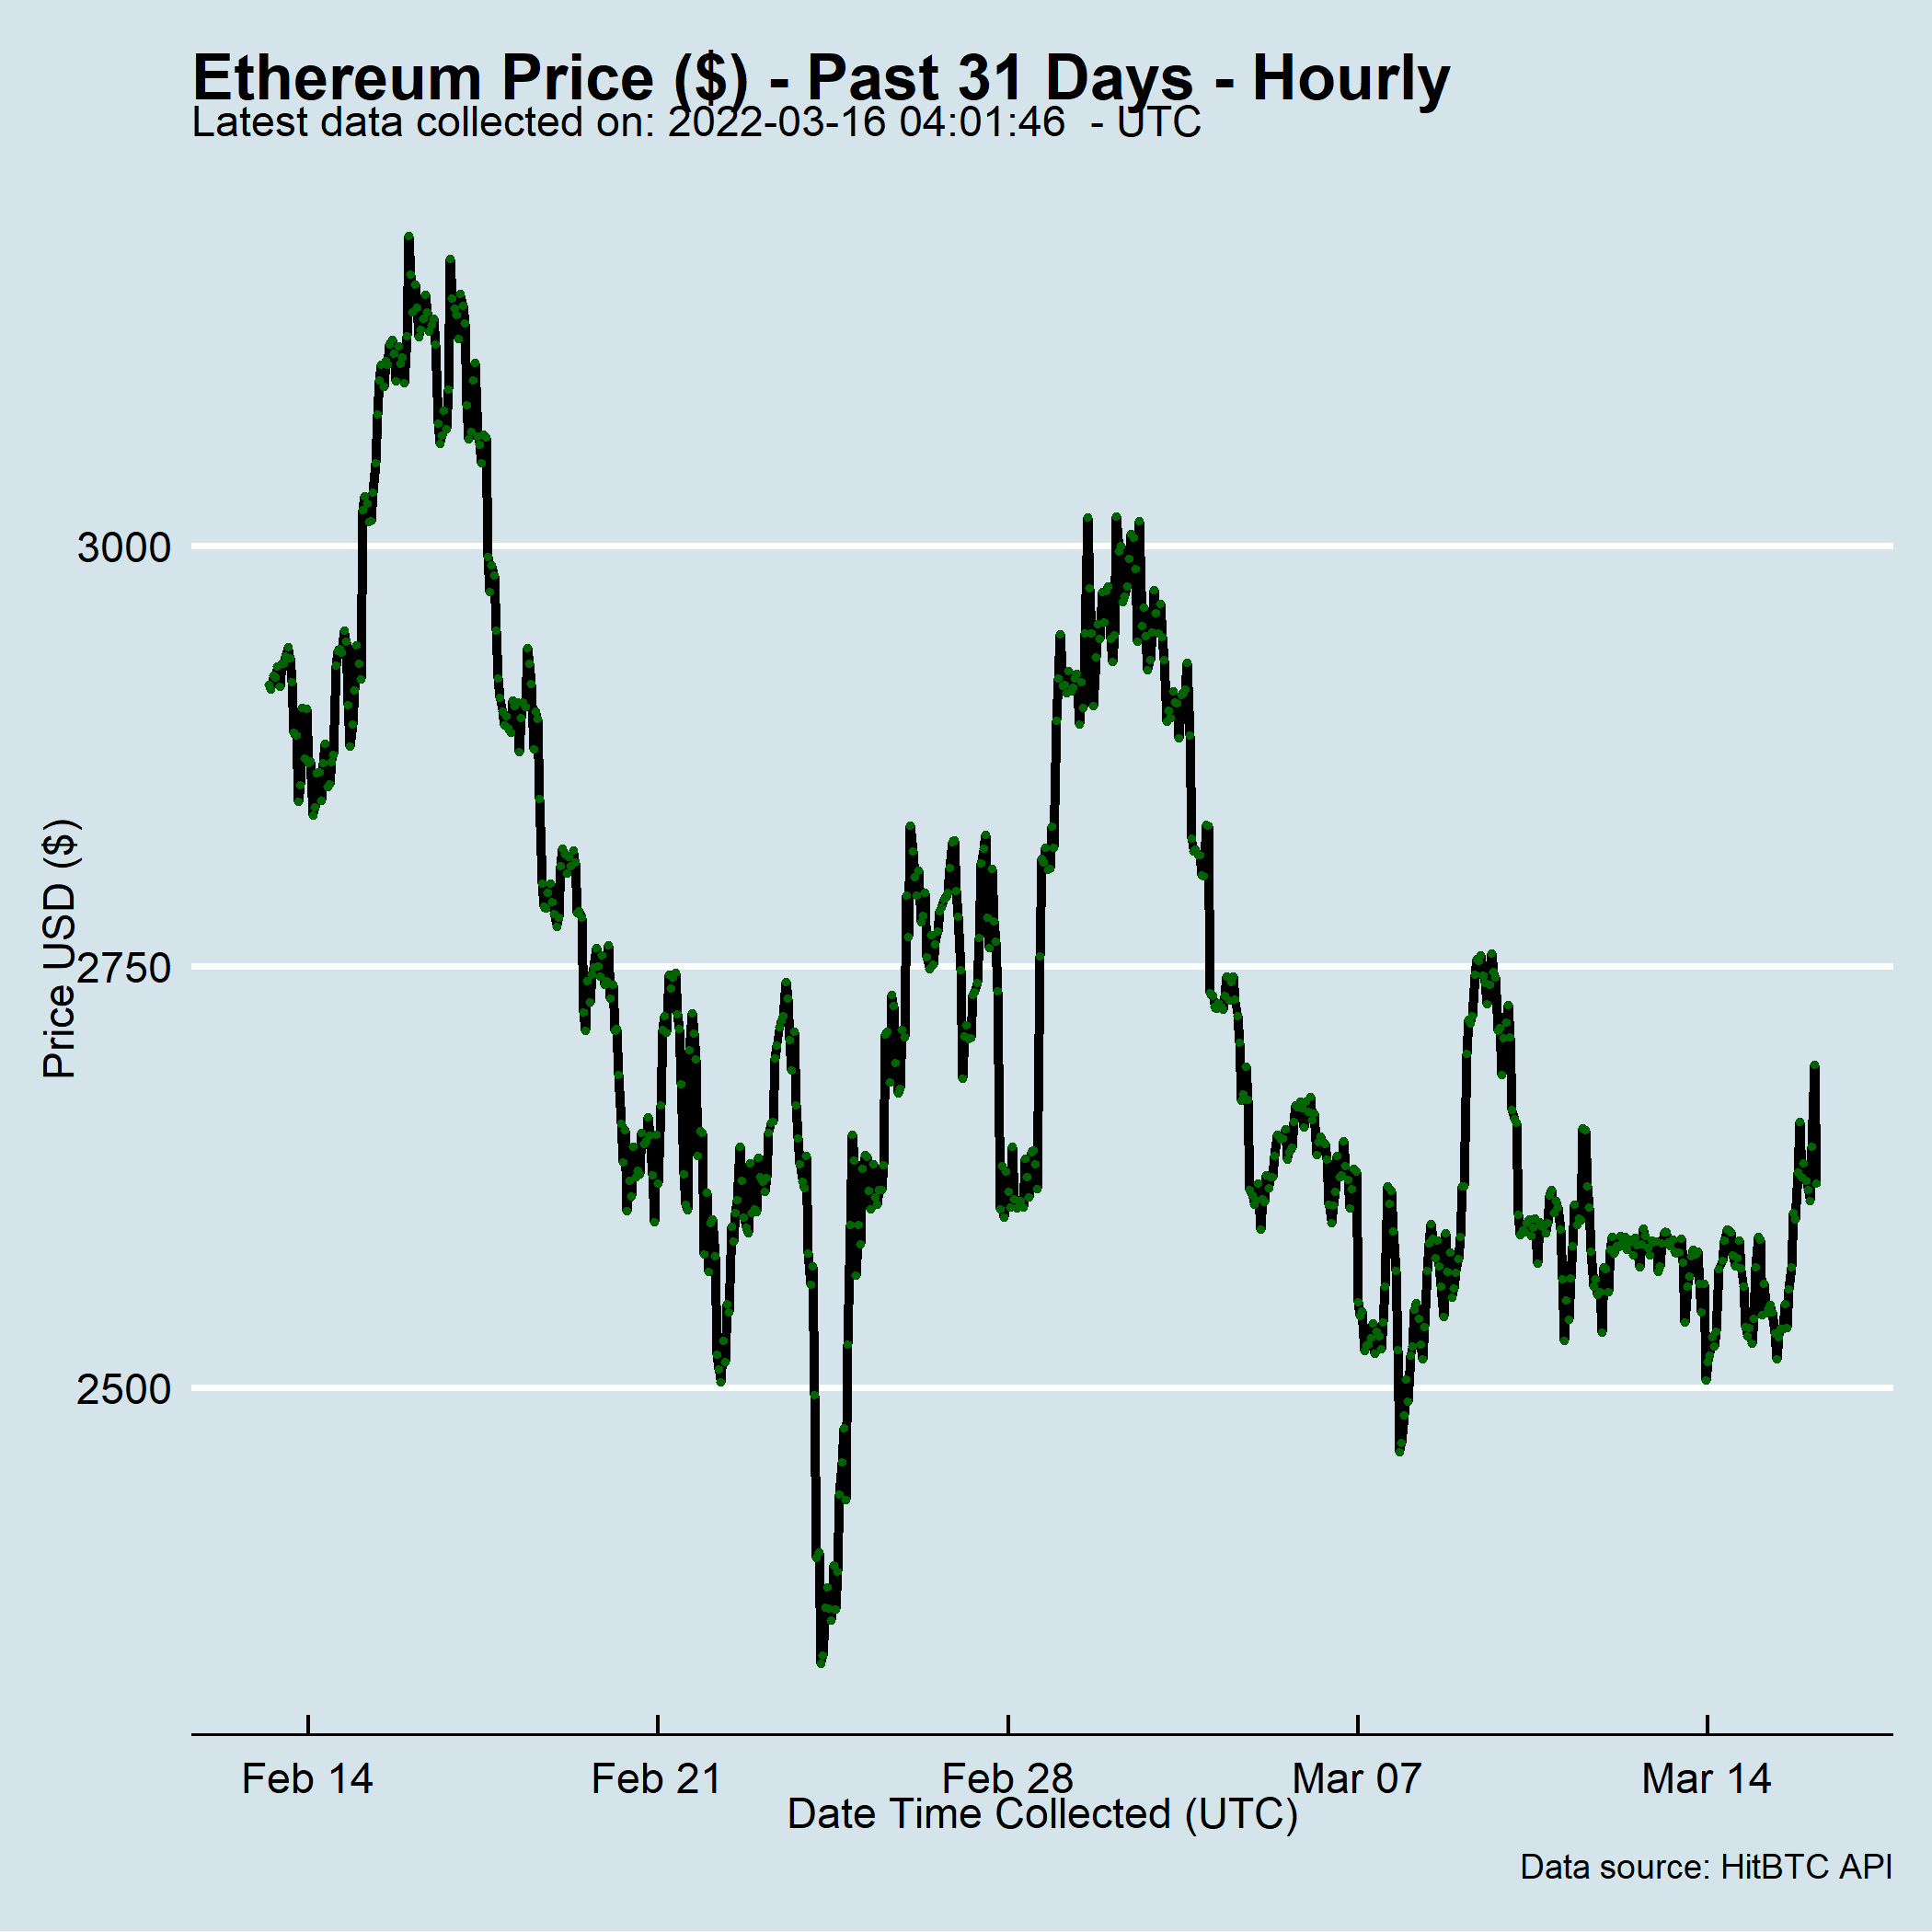 Ethereum Price ($) - Past 31 Days - Hourly
Latest data collected on: 2022-03-16 04:01:46  - UTC
Price USD ($)
3000
2750
2500
Feb 14
Feb 21
Feb 28
Mar 07
Mar 14
Date Time Collected (UTC)
Data source: HitBTC API